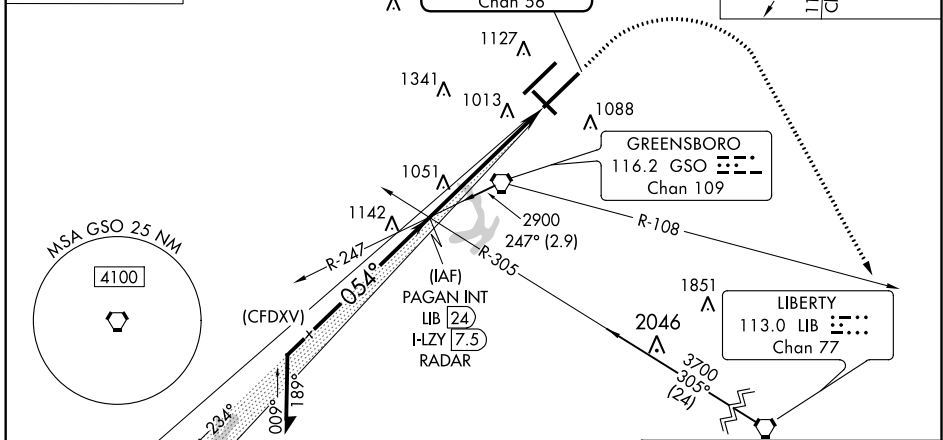 Chan 56
1127
1341
1013
1088
GREENSBORO
116.2 GSO
Chan 109
1051
1142
2900
247° (2.9)
R-108
R-247
R-305
MSA GSO 25 NM
4100
054°
(IAF)
PAGAN INT
LIB 24
I-LZY 7.5
RADAR
(CFDXV)
1851
LIBERTY
113.0 LIB
Chan 77
2046
3700
305°
(24)
009°
189°
234°